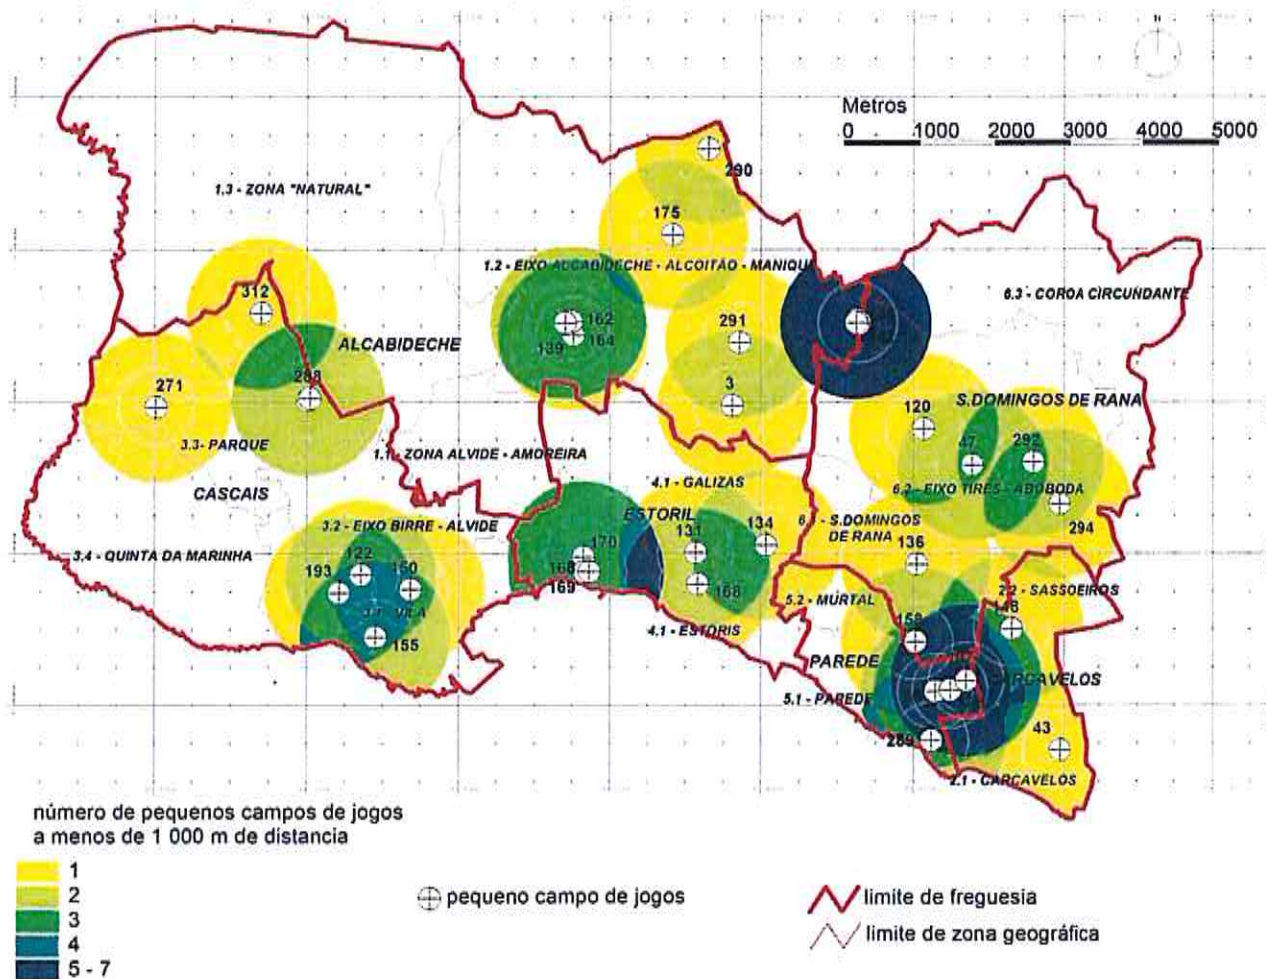 Metros
0 1000 2000 3000 4000 5000
290
1.3 - ZONA "NATURAL"
175
1.2 - EIXO ALCABIDECHE - ALCOITÃO - MANIQU
6.3 - COROA CIRCUNDANTE
312
162
291
164
139
ALCABIDECHE
288
271
3
S.DOMINGOS DE RANA
120
47
292
3.3- PARQUE
1.1 - ZONA ALVIDE - AMOREIRA
4.1 - GALIZAS
6.2 - EIXO TIRES - ABOBODA
CASCAIS
294
ESTORIL
3.2 - EIXO BIRRE - ALVIDE
6. - S.DOMINGOS
DE RANA
131
134
136
3.4 - QUINTA DA MARINHA
122
170
193
150
168
169
168
2.2 - SASSOEIROS
5.2 - MURTAL
3.1 - VILA
148
158
4.1 - ESTORIS
155
PAREDE
CARCAVELOS
5.1 - PAREDE
43
289
2.1 - CARCAVELOS
número de pequenos campos de jogos
a menos de 1 000 m de distancia
1
2
3
4
5 - 7
pequeno campo de jogos
limite de freguesia
limite de zona geográfica